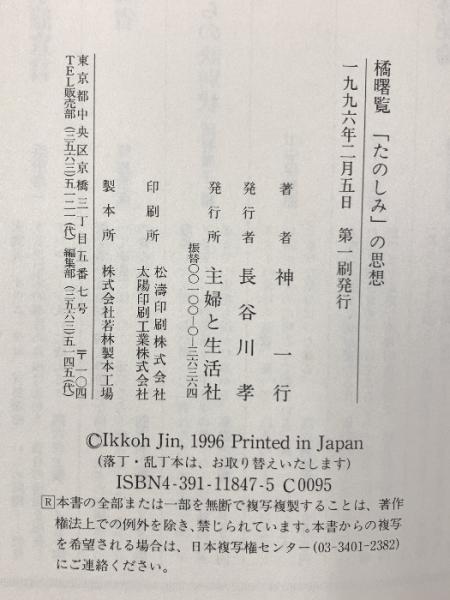 橘曙覧 「たのしみ」の思想
一九九六年二月五日 第一刷発行
著者 神一行
発行者 長谷川孝
発行所 主婦と生活社
振替〇〇一〇〇―〇―三六三六四
印刷所 松濤印刷株式会社
太陽印刷工業株式会社
製本所 株式会社若林製本工場
東京都中央区京橋三丁目五番七号 〒一〇四
TEL販売部(三五六三)五一二一(代) 編集部(三五六三)五一四五(代)
©Ikkoh Jin, 1996 Printed in Japan
(落丁・乱丁本は、お取り替えいたします)
ISBN4-391-11847-5 C0095
R本書の全部または一部を無断で複写複製することは、著作
権法上での例外を除き、禁じられています。本書からの複写
を希望される場合は、日本複写権センター(03-3401-2382)
にご連絡ください。